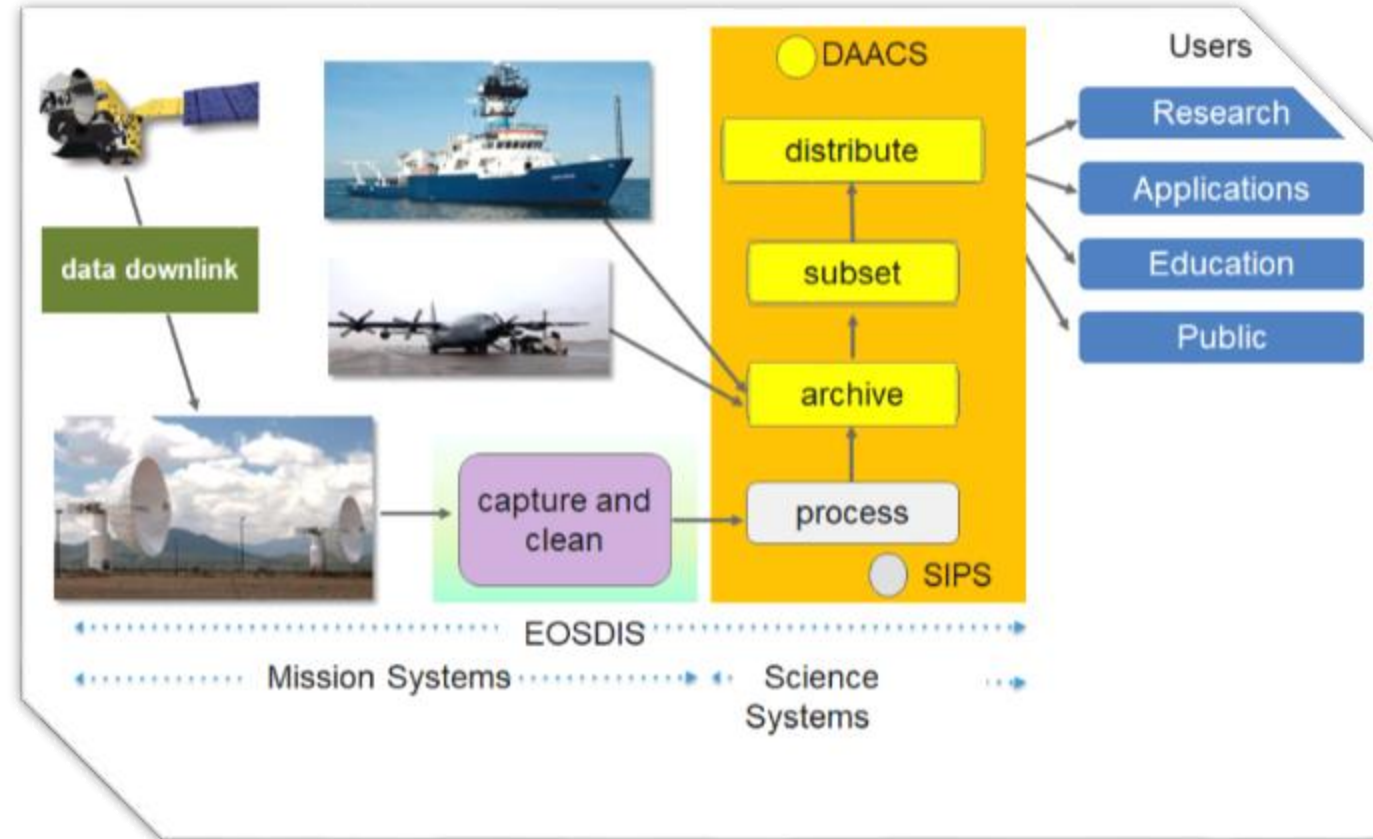 DAACS
Users
distribute
Research
Applications
data downlink
subset
Education
Public
archive
capture and
clean
process
SIPS
EOSDIS
Mission Systems
Science
Systems